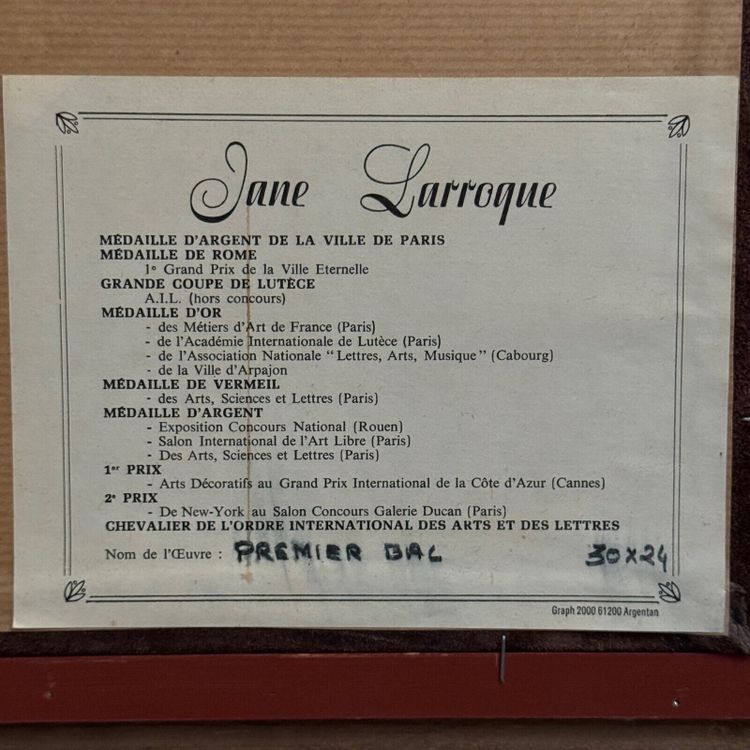 Jane Larroque
MÉDAILLE D'ARGENT DE LA VILLE DE PARIS
MÉDAILLE DE ROME
1º Grand Prix de la Ville Eternelle
GRANDE COUPE DE LUTÈCE
A.I.L. (hors concours)
MÉDAILLE D'OR
- des Métiers d'Art de France (Paris)
- de l'Académie Internationale de Lutèce (Paris)
- de l'Association Nationale "Lettres, Arts, Musique" (Cabourg)
- de la Ville d'Arpajon
MÉDAILLE DE VERMEIL
- des Arts, Sciences et Lettres (Paris)
MÉDAILLE D'ARGENT
- Exposition Concours National (Rouen)
- Salon International de l'Art Libre (Paris)
- Des Arts, Sciences et Lettres (Paris)
1er PRIX
- Arts Décoratifs au Grand Prix International de la Côte d'Azur (Cannes)
2e PRIX
- De New-York au Salon Concours Galerie Ducan (Paris)
CHEVALIER DE L'ORDRE INTERNATIONAL DES ARTS ET DES LETTRES
Nom de l'Œuvre : PREMIER BAL 30x24
Graph 2000 61200 Argentan